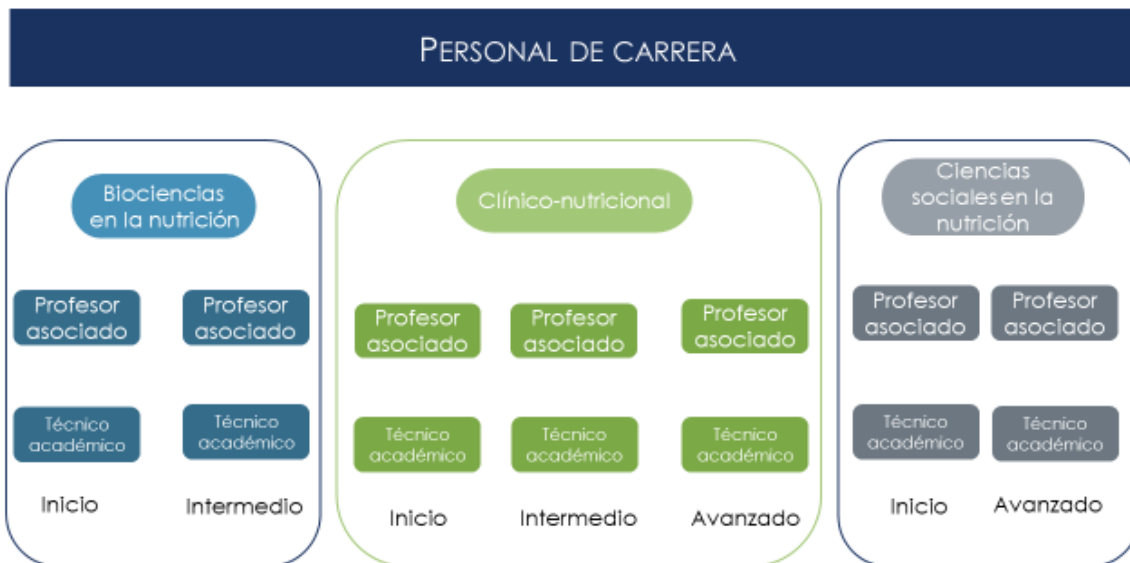 PERSONAL DE CARRERA
Biociencias
en la nutrición
Profesor
asociado
Profesor
asociado
Técnico
académico
Técnico
académico
Inicio
Intermedio
Clínico-nutricional
Profesor
asociado
Profesor
asociado
Profesor
asociado
Técnico
académico
Técnico
académico
Técnico
académico
Inicio
Intermedio
Avanzado
Ciencias
sociales en la
nutrición
Profesor
asociado
Profesor
asociado
Técnico
académico
Técnico
académico
Inicio
Avanzado